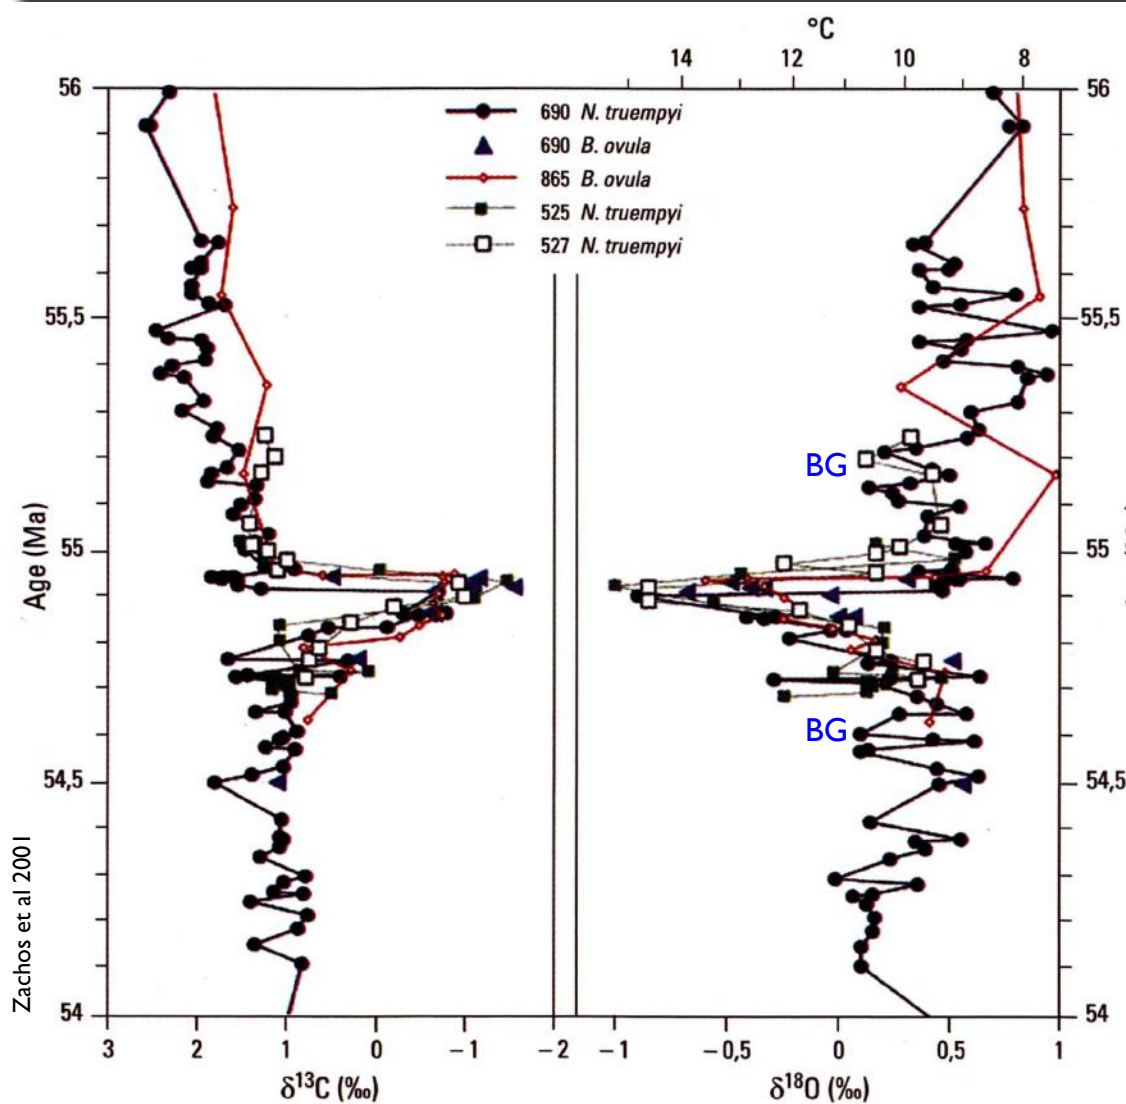 °C
14
12
10
8
56
55,5
55
54,5
54
Age (Ma)
690 N. truempyi
690 B. ovula
865 B. ovula
525 N. truempyi
527 N. truempyi
BG
BG
56
55,5
55
54,5
54
3
2
1
0
−1
−2
−1
−0,5
0
0,5
1
δ¹³C (‰)
δ¹⁸O (‰)
Zachos et al 2001